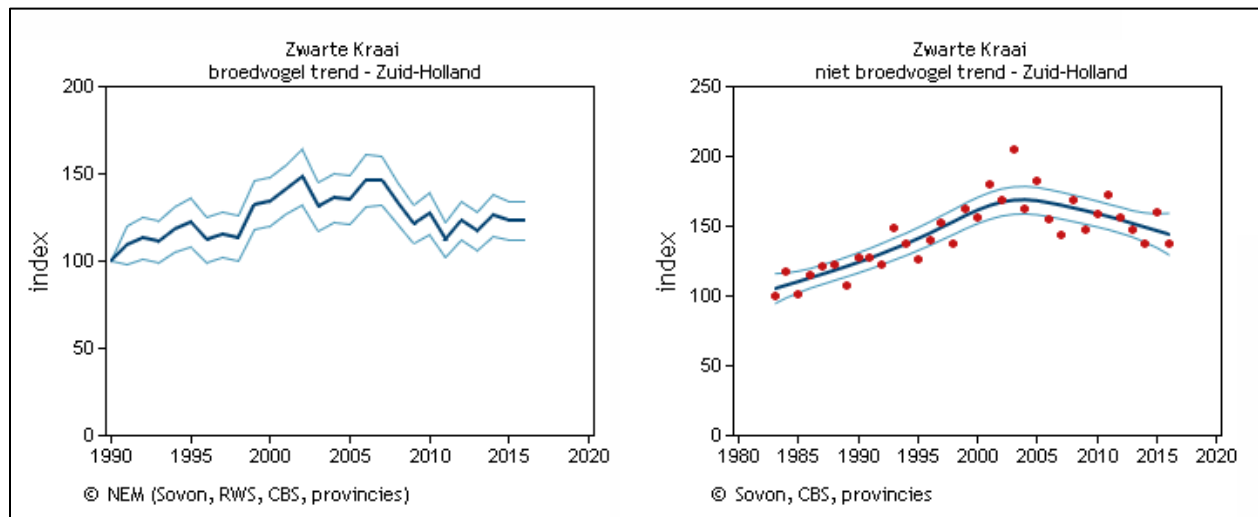 Zwarte Kraai
broedvogel trend - Zuid-Holland
200
150
100
50
0
index
1990 1995 2000 2005 2010 2015 2020
© NEM (Sovon, RWS, CBS, provincies)
Zwarte Kraai
niet broedvogel trend - Zuid-Holland
250
200
150
100
50
0
index
1980 1985 1990 1995 2000 2005 2010 2015 2020
© Sovon, CBS, provincies